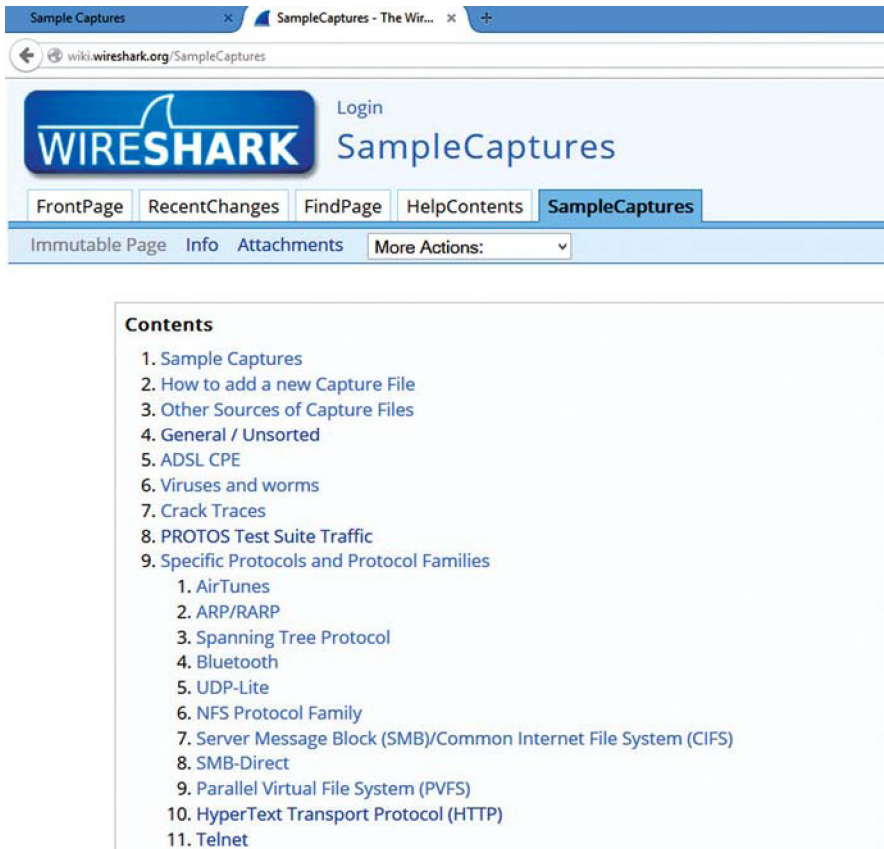 Sample Captures × SampleCaptures - The Wir... × +
wiki.wireshark.org/SampleCaptures
WIRESHARK
Login
SampleCaptures
FrontPage RecentChanges FindPage HelpContents SampleCaptures
Immutable Page Info Attachments More Actions:
Contents
1. Sample Captures
2. How to add a new Capture File
3. Other Sources of Capture Files
4. General / Unsorted
5. ADSL CPE
6. Viruses and worms
7. Crack Traces
8. PROTOS Test Suite Traffic
9. Specific Protocols and Protocol Families
1. AirTunes
2. ARP/RARP
3. Spanning Tree Protocol
4. Bluetooth
5. UDP-Lite
6. NFS Protocol Family
7. Server Message Block (SMB)/Common Internet File System (CIFS)
8. SMB-Direct
9. Parallel Virtual File System (PVFS)
10. HyperText Transport Protocol (HTTP)
11. Telnet